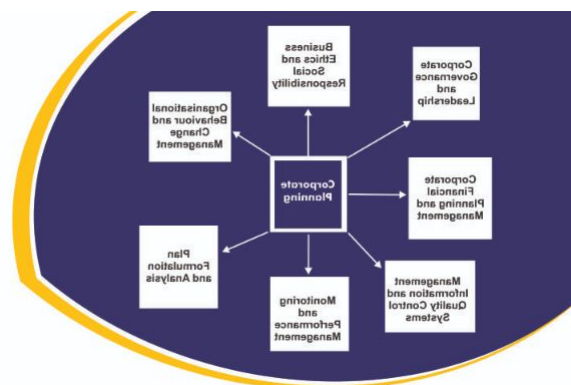 Business
Ethics and
Social
Responsibility
Corporate
Governance
and
Leadership
Organisational
Behaviour and
Change
Management
Corporate
Planning
Corporate
Financial
Planning and
Management
Plan
Formulation
and Analysis
Monitoring
and
Performance
Management
Management
Information and
Quality Control
Systems